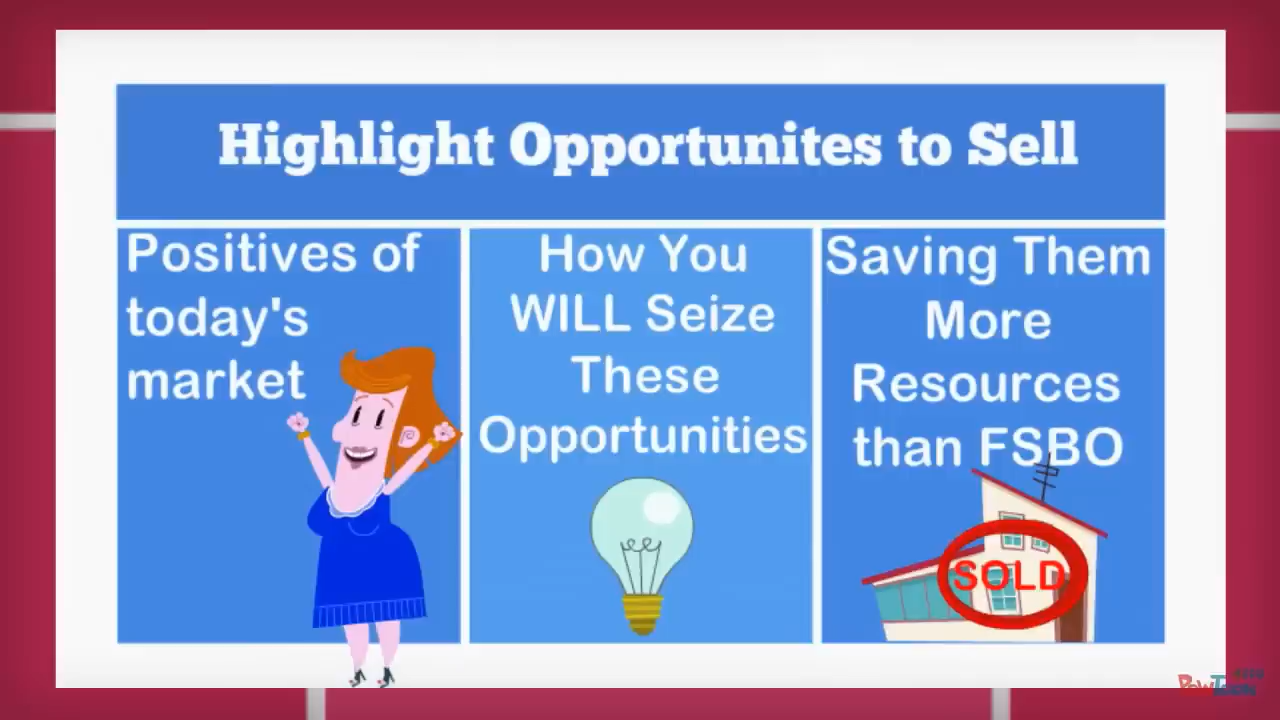 Highlight Opportunites to Sell
Positives of
today's
market
How You
WILL Seize
These
Opportunities
Saving Them
More
Resources
than FSBO
SOLD
PowToon